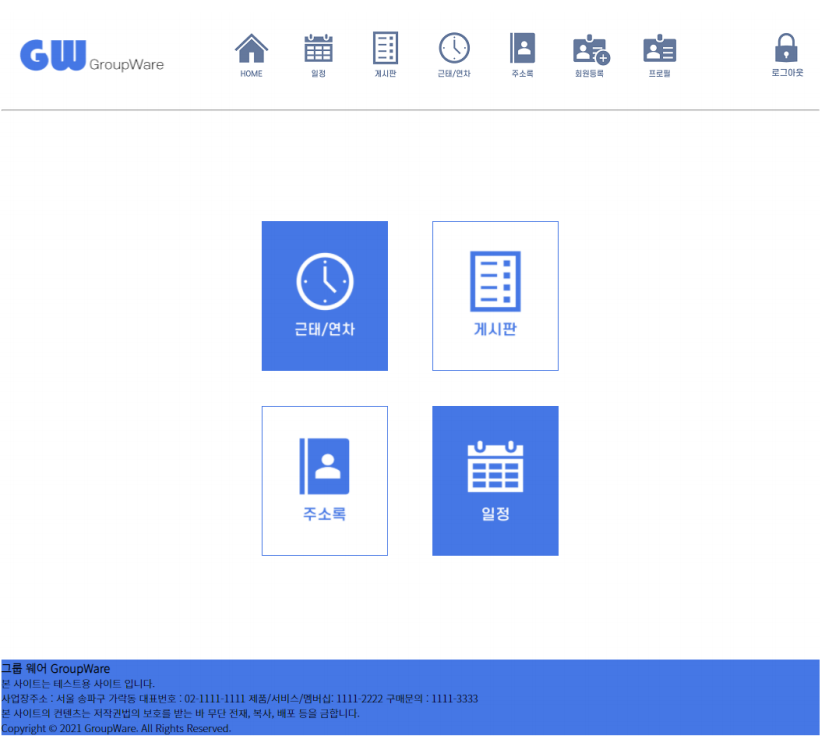 GW GroupWare
HOME 일정 게시판 근태/연차 주소록 회원등록 프로필 로그아웃
근태/연차 게시판
주소록 일정
그룹 웨어 GroupWare
본 사이트는 테스트용 사이트 입니다.
사업장주소 : 서울 송파구 가락동 대표번호 : 02-1111-1111 제품/서비스/멤버십: 1111-2222 구매문의 : 1111-3333
본 사이트의 컨텐츠는 저작권법의 보호를 받는 바 무단 전재, 복사, 배포 등을 금합니다.
Copyright © 2021 GroupWare. All Rights Reserved.